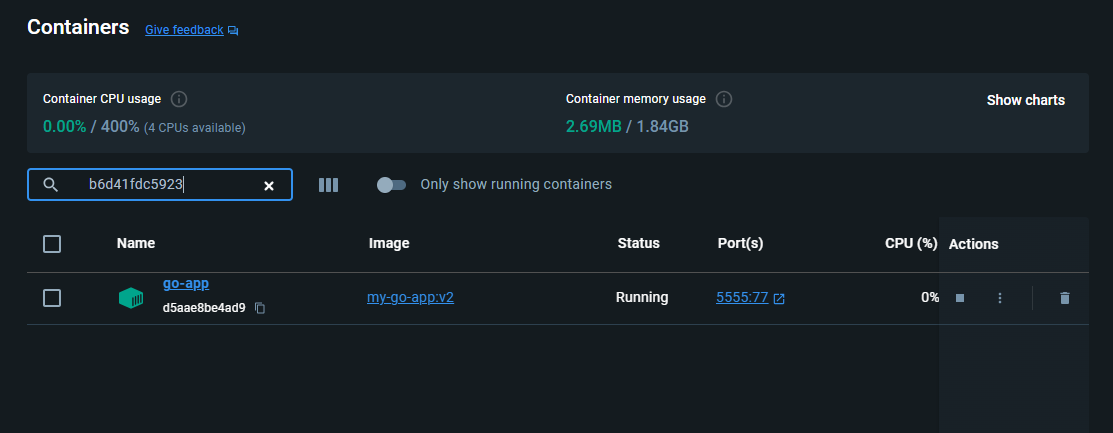 Containers Give feedback
Container CPU usage
0.00% / 400% (4 CPUs available)
Container memory usage
2.69MB / 1.84GB
Show charts
b6d41fdc5923
Only show running containers
Name Image Status Port(s) CPU (%) Actions
go-app
d5aae8be4ad9
my-go-app:v2 Running 5555:77 0%